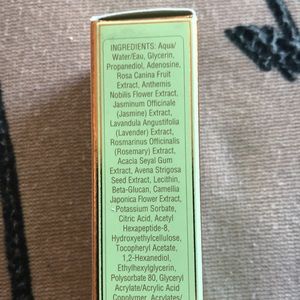 INGREDIENTS: Aqua/
Water/Eau, Glycerin,
Propanediol, Adenosine,
Rosa Canina Fruit
Extract, Anthemis
Nobilis Flower Extract,
Jasminum Officinale
(Jasmine) Extract,
Lavandula Angustifolia
(Lavender) Extract,
Rosmarinus Officinalis
(Rosemary) Extract,
Acacia Seyal Gum
Extract, Avena Strigosa
Seed Extract, Lecithin,
Beta-Glucan, Camellia
Japonica Flower Extract,
Potassium Sorbate,
Citric Acid, Acetyl
Hexapeptide-8,
Hydroxyethylcellulose,
Tocopheryl Acetate,
1,2-Hexanediol,
Ethylhexylglycerin,
Polysorbate 80, Glyceryl
Acrylate/Acrylic Acid
Copolymer, Acrylates/